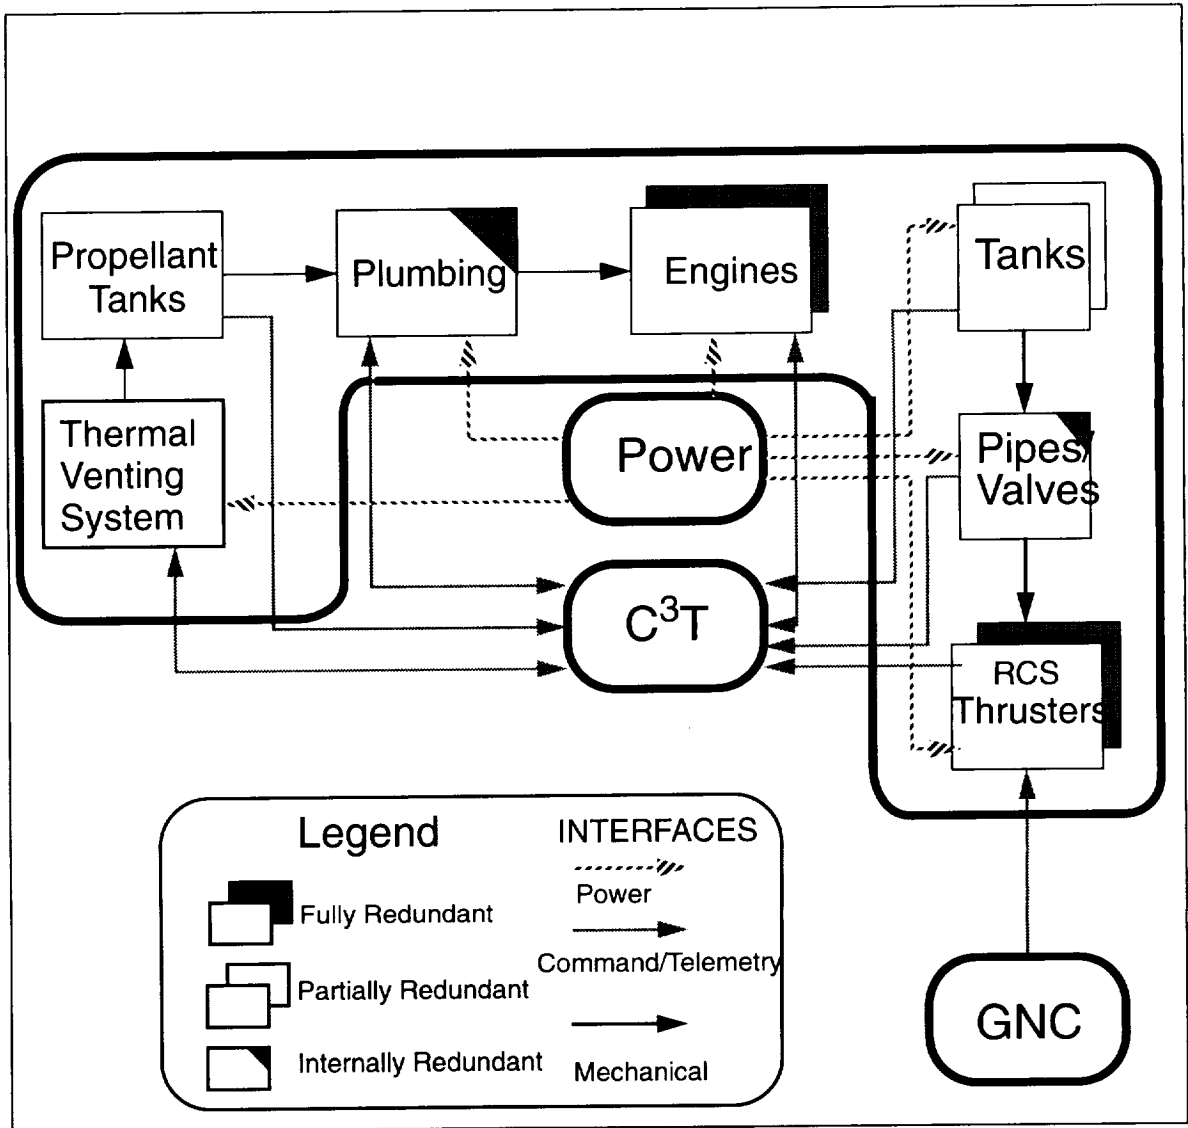 Propellant
Tanks
Plumbing
Engines
Tanks
Thermal
Venting
System
Power
Pipes/
Valves
C³T
RCS
Thrusters
Legend
INTERFACES
Power
Fully Redundant
Command/Telemetry
Partially Redundant
Internally Redundant
Mechanical
GNC